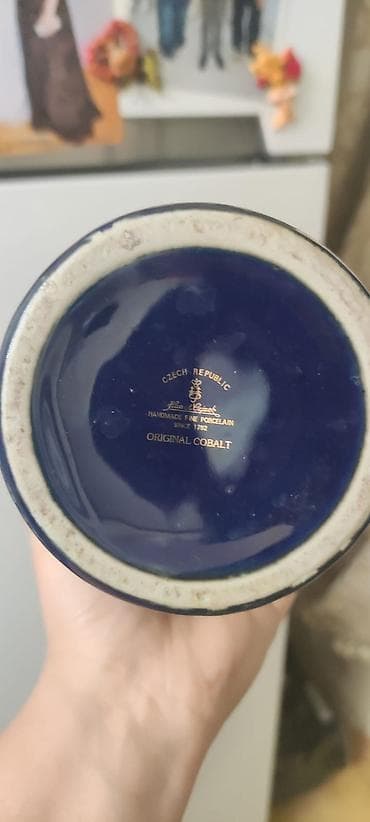 CZECH REPUBLIC
HANDMADE FINE PORCELAIN
SINCE 1792
ORIGINAL COBALT